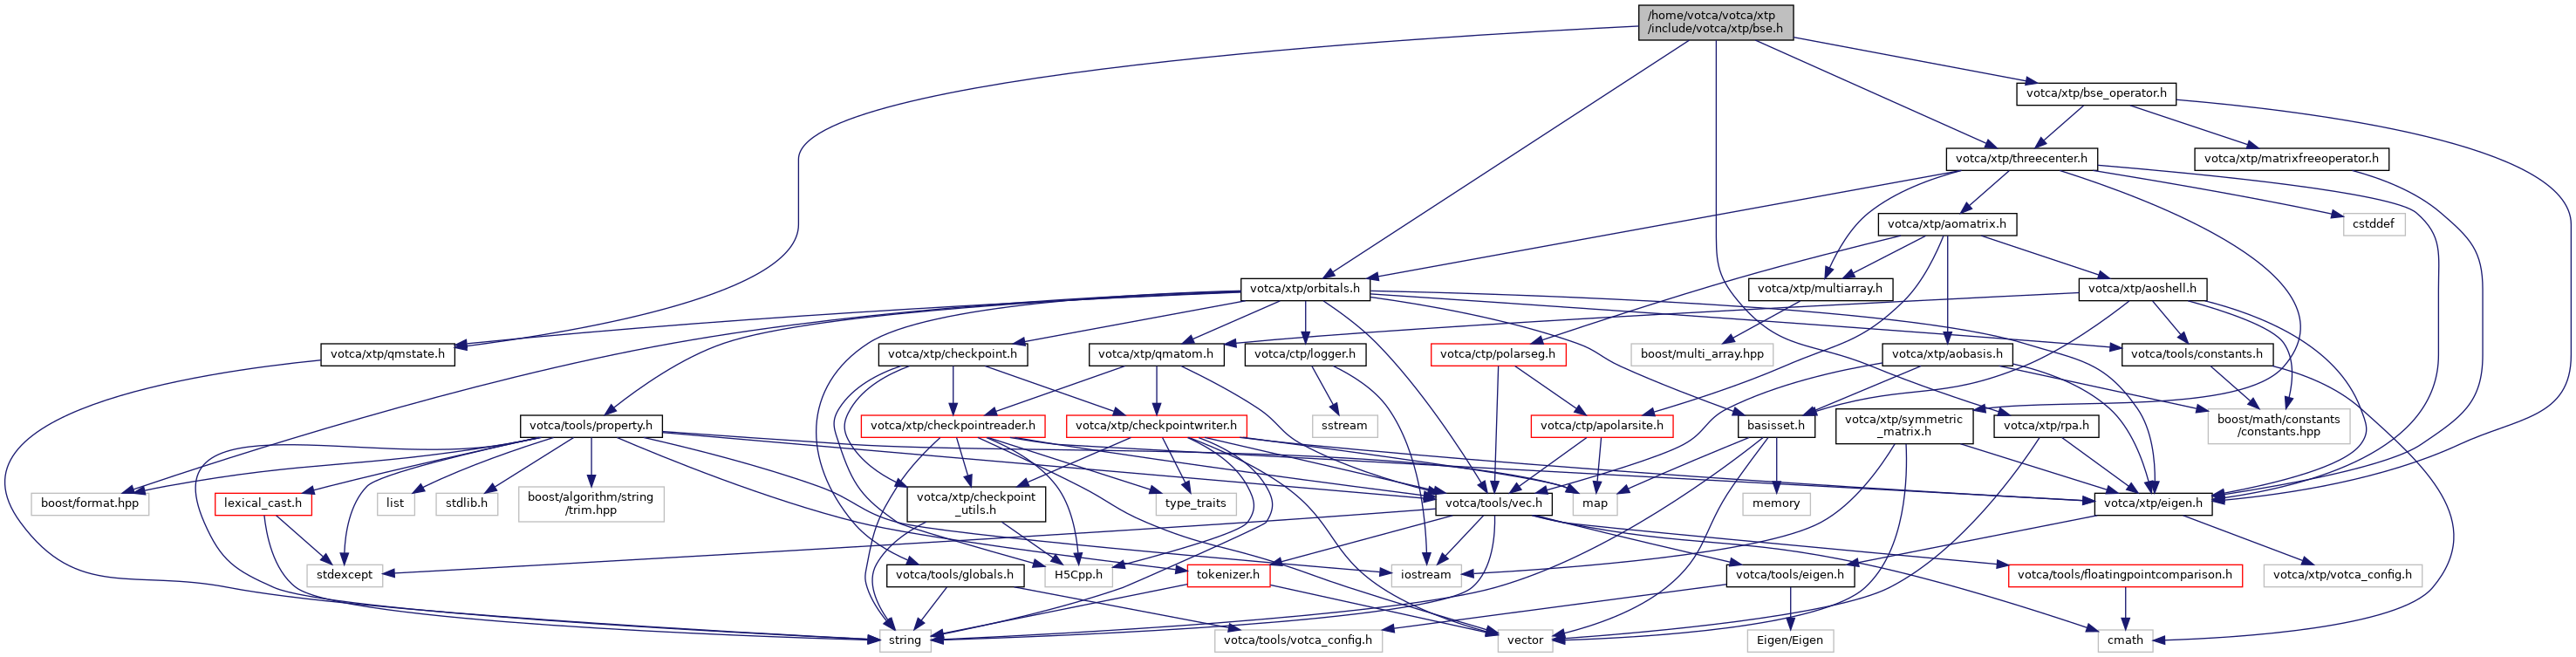 /home/votca/votca/xtp
/include/votca/xtp/bse.h
votca/xtp/bse_operator.h
votca/xtp/threecenter.h
votca/xtp/matrixfreeoperator.h
votca/xtp/aomatrix.h
cstddef
votca/xtp/orbitals.h
votca/xtp/multiarray.h
votca/xtp/aoshell.h
votca/xtp/qmstate.h
votca/xtp/checkpoint.h
votca/xtp/qmatom.h
votca/ctp/logger.h
votca/ctp/polarseg.h
boost/multi_array.hpp
votca/xtp/aobasis.h
votca/tools/constants.h
votca/tools/property.h
votca/xtp/checkpointreader.h
votca/xtp/checkpointwriter.h
sstream
votca/ctp/apolarsite.h
basisset.h
votca/xtp/symmetric
_matrix.h
votca/xtp/rpa.h
boost/math/constants
/constants.hpp
boost/format.hpp
lexical_cast.h
list
stdlib.h
boost/algorithm/string
/trim.hpp
votca/xtp/checkpoint
_utils.h
type_traits
votca/tools/vec.h
map
memory
votca/xtp/eigen.h
stdexcept
votca/tools/globals.h
H5Cpp.h
tokenizer.h
iostream
votca/tools/eigen.h
votca/tools/floatingpointcomparison.h
votca/xtp/votca_config.h
string
votca/tools/votca_config.h
vector
Eigen/Eigen
cmath